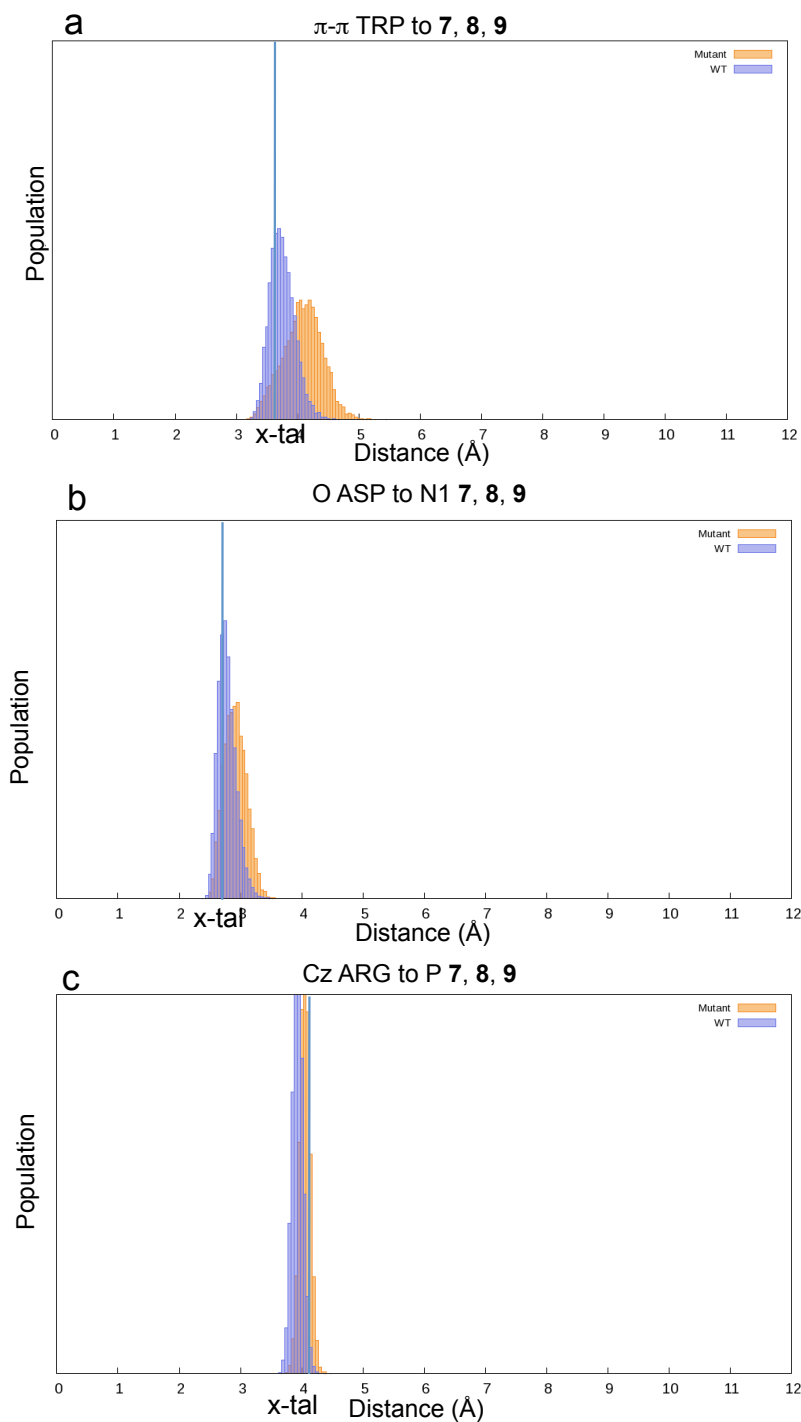 a
π-π TRP to 7, 8, 9
Mutant
WT
Population
0 1 2 3 4 5 6 7 8 9 10 11 12
x-tal
Distance (Å)
b
O ASP to N1 7, 8, 9
Mutant
WT
Population
0 1 2 3 4 5 6 7 8 9 10 11 12
x-tal
Distance (Å)
c
Cz ARG to P 7, 8, 9
Mutant
WT
Population
0 1 2 3 4 5 6 7 8 9 10 11 12
x-tal
Distance (Å)